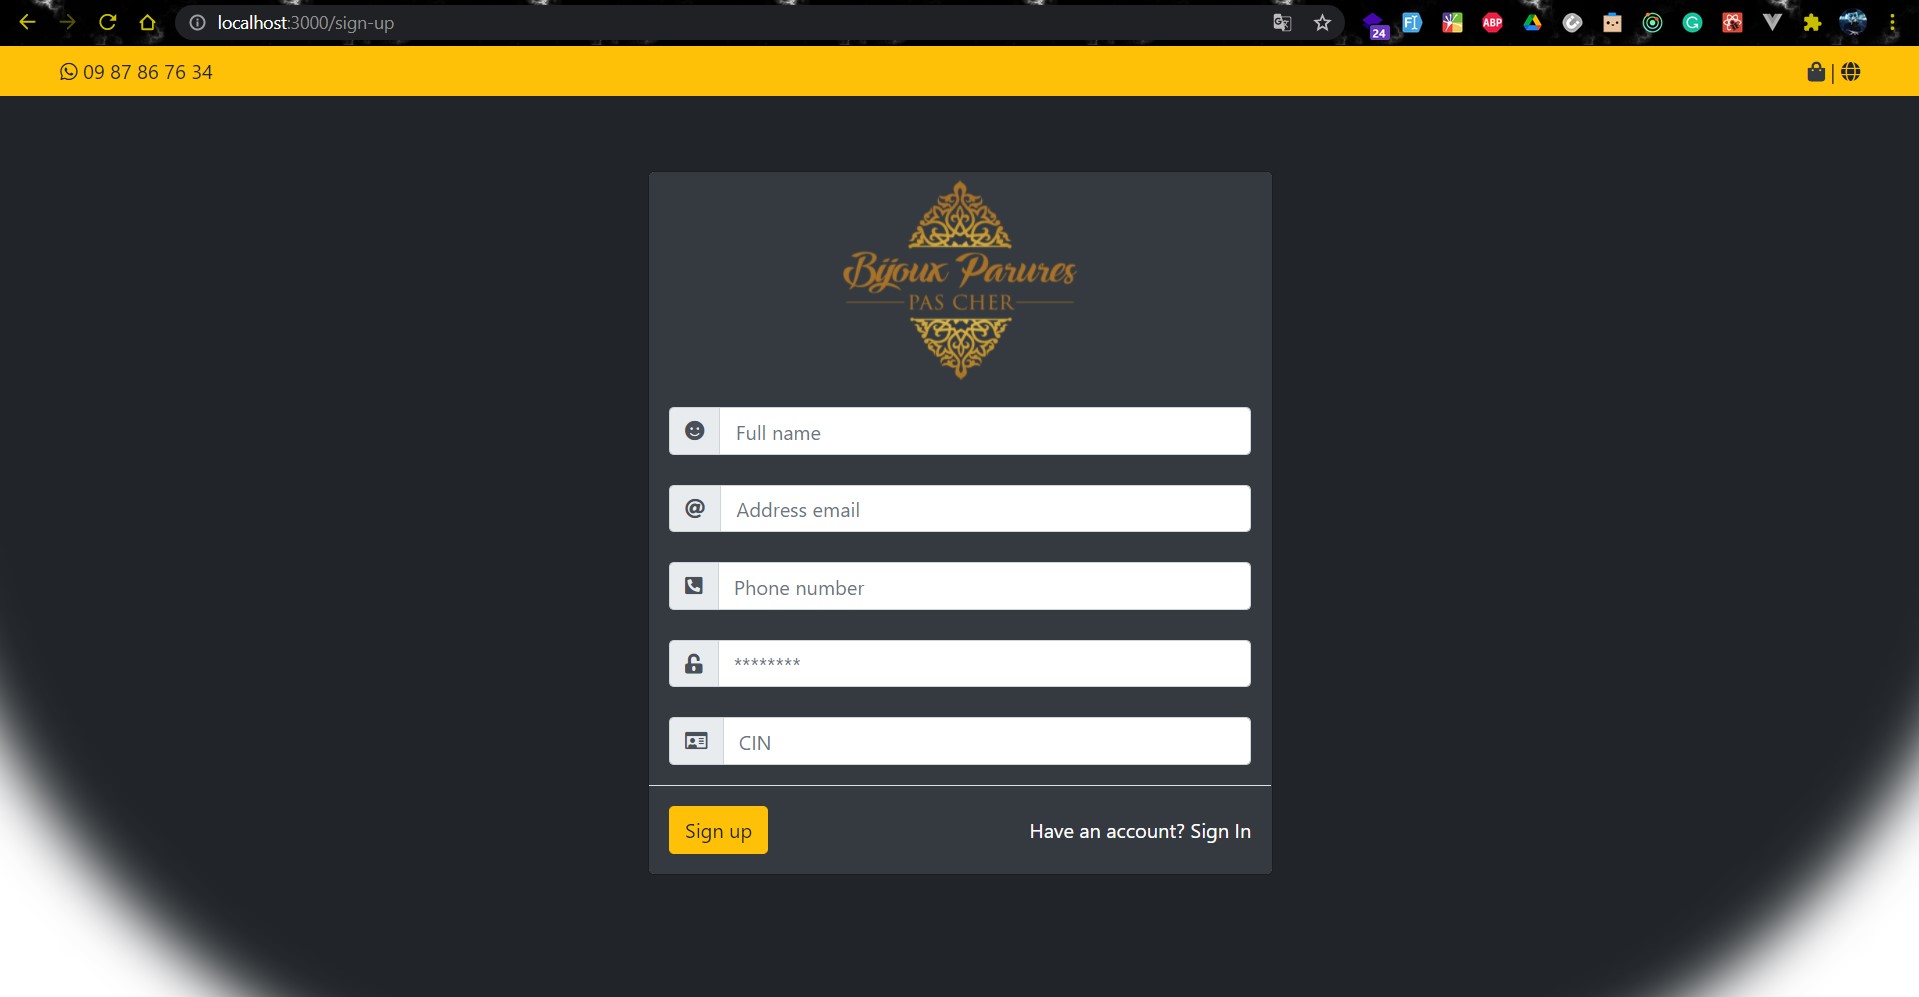 localhost:3000/sign-up
24
ABP
09 87 86 76 34
|
Bijoux Parures
PAS CHER
Full name
@
Address email
Phone number
********
CIN
Sign up
Have an account? Sign In